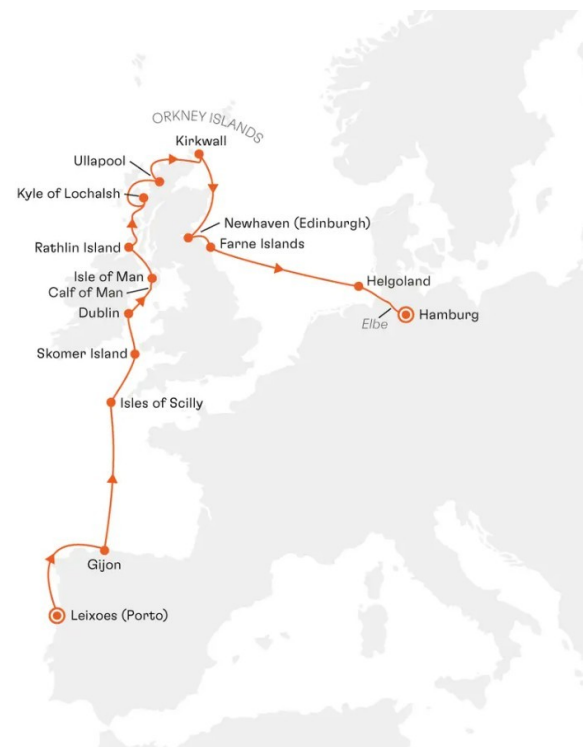 ORKNEY ISLANDS
Kirkwall
Ullapool
Kyle of Lochalsh
Newhaven (Edinburgh)
Rathlin Island
Farne Islands
Isle of Man
Calf of Man
Helgoland
Dublin
Elbe
Hamburg
Skomer Island
Isles of Scilly
Gijon
Leixoes (Porto)